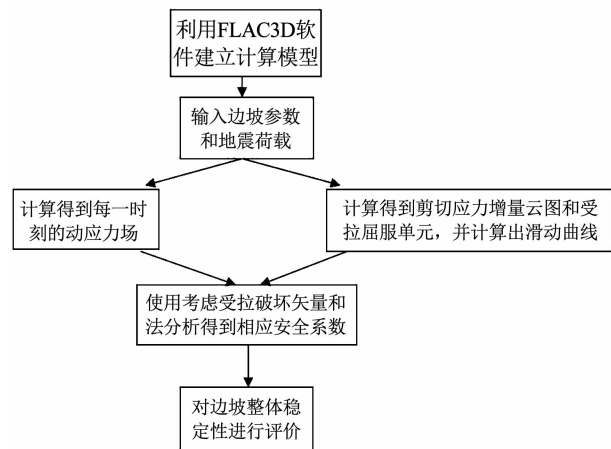 利用FLAC3D软
件建立计算模型
输入边坡参数
和地震荷载
计算得到每一时
刻的动应力场
计算得到剪切应力增量云图和受
拉屈服单元，并计算出滑动曲线
使用考虑受拉破坏矢量和
法分析得到相应安全系数
对边坡整体稳
定性进行评价